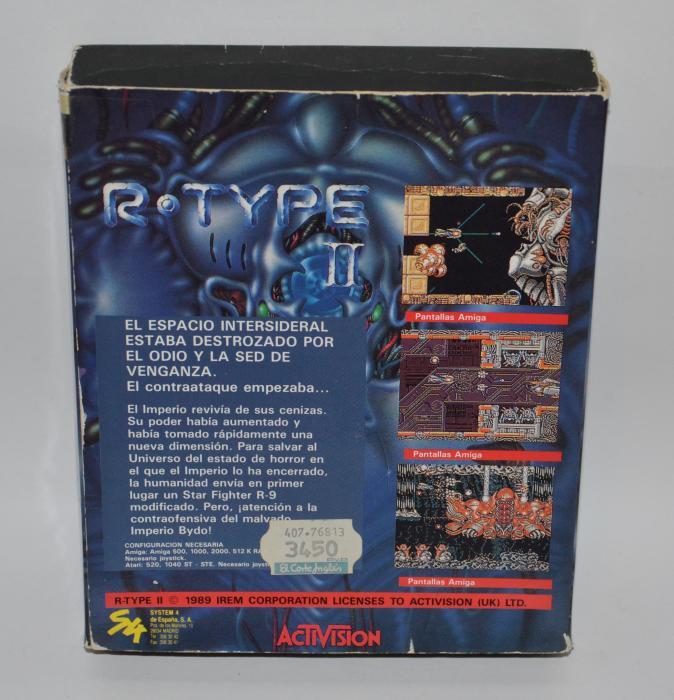 R•TYPE
II
EL ESPACIO INTERSIDERAL
ESTABA DESTROZADO POR
EL ODIO Y LA SED DE
VENGANZA.
El contraataque empezaba...
El Imperio revivía de sus cenizas.
Su poder había aumentado y
había tomado rápidamente una
nueva dimensión. Para salvar al
Universo del estado de horror en
el que el Imperio lo ha encerrado,
la humanidad envía en primer
lugar un Star Fighter R-9
modificado. Pero, ¡atención a la
contraofensiva del malvado
Imperio Bydo!
CONFIGURACION NECESARIA
Amiga: Amiga 500, 1000, 2000. 512 K
Necesario joystick.
Atari: 520, 1040 ST - STE. Necesario
407-76813
3450
El Corte Inglés
Pantallas Amiga
Pantallas Amiga
Pantallas Amiga
R-TYPE II © 1989 IREM CORPORATION LICENSES TO ACTIVISION (UK) LTD.
S4
SYSTEM 4
de España, S. A.
28034 MADRID
ACTIVISION